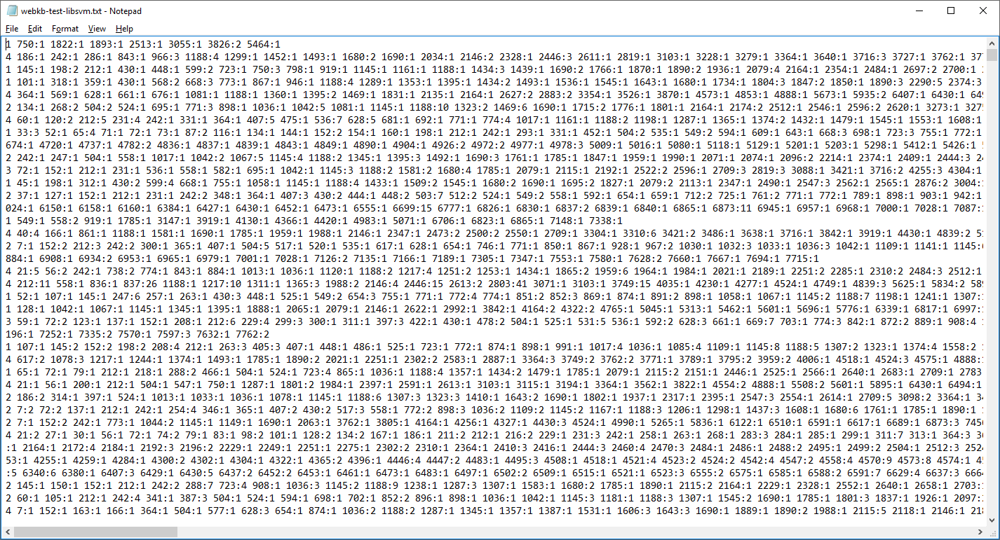 webkb-test-libsvm.txt - Notepad
File Edit Format View Help
1 750:1 1822:1 1893:1 2513:1 3055:1 3826:2 5464:1
4 186:1 242:1 286:1 843:1 966:3 1188:4 1299:1 1452:1 1493:1 1680:2 1690:1 2034:1 2146:2 2328:1 2446:3 2611:1 2819:1 3103:1 3228:1 3279:1 3364:1 3640:1 3716:3 3727:1 3762:1
1 145:1 198:2 212:1 430:1 448:1 599:2 723:1 750:3 798:1 919:1 1145:1 1161:1 1188:1 1434:3 1439:1 1690:2 1766:1 1870:1 1890:2 1936:1 2079:4 2164:1 2354:1 2484:1 2697:2 2700:1
1 101:1 318:1 359:1 430:1 568:2 668:3 773:1 867:1 946:1 1188:4 1289:1 1353:1 1395:1 1434:2 1493:1 1536:1 1545:1 1643:1 1680:1 1734:1 1804:3 1847:2 1850:1 1890:3 2290:5 2374:3
4 364:1 569:1 628:1 661:1 676:1 1081:1 1188:1 1360:1 1395:2 1469:1 1831:1 2135:1 2164:1 2627:2 2883:2 3354:1 3526:1 3870:1 4573:1 4853:1 4888:1 5673:1 5935:2 6407:1 6430:1
2 134:1 268:2 504:2 524:1 695:1 771:3 898:1 1036:1 1042:5 1081:1 1145:1 1188:10 1323:2 1469:6 1690:1 1715:2 1776:1 1801:1 2164:1 2174:2 2512:1 2546:1 2596:2 2620:1 3273:1
4 60:1 120:2 212:5 231:4 242:1 331:1 364:1 407:5 475:1 536:7 628:5 681:1 692:1 771:1 774:4 1017:1 1161:1 1188:2 1198:1 1287:1 1365:1 1374:2 1432:1 1479:1 1545:1 1553:1 1608:1
1 33:3 52:1 65:4 71:1 72:1 73:1 87:2 116:1 134:1 144:1 152:2 154:1 160:1 198:1 212:1 242:1 293:1 331:1 452:1 504:2 535:1 549:2 594:1 609:1 643:1 668:3 698:1 723:3 755:1 772:1
674:1 4720:1 4737:1 4782:2 4836:1 4837:1 4839:1 4843:1 4849:1 4890:1 4904:1 4926:2 4972:2 4977:1 4978:3 5009:1 5016:1 5080:1 5118:1 5129:1 5201:1 5203:1 5298:1 5412:1 5426:1
2 242:1 247:1 504:1 558:1 1017:1 1042:2 1067:5 1145:4 1188:2 1345:1 1395:3 1492:1 1690:3 1761:1 1785:1 1847:1 1959:1 1990:1 2071:1 2074:1 2096:2 2214:1 2374:1 2409:1 2444:3
3 72:1 152:1 212:1 231:1 536:1 558:1 582:1 695:1 1042:1 1145:3 1188:2 1581:2 1680:4 1785:1 2079:1 2115:1 2192:1 2522:2 2596:1 2709:3 2819:3 3088:1 3421:1 3716:2 4255:3 4304:1
1 45:1 198:1 312:1 430:2 599:4 668:1 755:1 1058:1 1145:1 1188:4 1433:1 1509:2 1545:1 1680:2 1690:1 1695:2 1827:1 2079:2 2113:1 2347:1 2490:1 2547:3 2562:1 2565:1 2876:2 3004:1
2 37:1 127:1 152:1 212:1 231:1 242:2 348:1 364:1 407:3 430:2 444:1 448:2 503:7 512:2 524:1 549:2 558:1 592:1 654:1 659:1 712:2 725:1 761:2 771:1 772:1 789:1 898:1 903:1 942:1
024:1 6150:1 6158:1 6160:1 6384:1 6427:1 6430:1 6452:1 6473:1 6555:1 6699:15 6777:1 6826:1 6830:1 6837:2 6839:1 6840:1 6865:1 6873:11 6945:1 6957:1 6968:1 7000:1 7028:1 7087:1
1 549:1 558:2 919:1 1785:1 3147:1 3919:1 4130:1 4366:1 4420:1 4983:1 5071:1 6706:1 6823:1 6865:1 7148:1 7338:1
4 40:4 166:1 861:1 1188:1 1581:1 1690:1 1785:1 1959:1 1988:1 2146:1 2347:1 2473:2 2500:2 2550:1 2709:1 3304:1 3310:6 3421:2 3486:1 3638:1 3716:1 3842:1 3919:1 4430:1 4839:2
2 7:1 152:2 212:3 242:2 300:1 365:1 407:1 504:5 517:1 520:1 535:1 617:1 628:1 654:1 746:1 771:1 850:1 867:1 928:1 967:2 1030:1 1032:3 1033:1 1036:3 1042:1 1109:1 1141:1
884:1 6908:1 6934:2 6953:1 6965:1 6979:1 7001:1 7028:1 7126:2 7135:1 7166:1 7189:1 7305:1 7347:1 7553:1 7580:1 7628:2 7660:1 7667:1 7694:1 7715:1
4 21:5 56:2 242:1 738:2 774:1 843:1 884:1 1013:1 1036:1 1120:1 1188:2 1217:4 1251:2 1253:1 1434:1 1865:2 1959:6 1964:1 1984:1 2021:1 2189:1 2251:2 2285:1 2310:2 2484:3 2512:1
4 212:11 558:1 836:1 837:26 1188:1 1217:10 1311:1 1365:3 1988:2 2146:4 2446:15 2613:2 2803:41 3071:1 3103:1 3749:15 4035:1 4230:1 4277:1 4524:1 4749:1 4839:3 5625:1 5834:2
1 52:1 107:1 145:1 247:6 257:1 263:1 430:3 448:1 525:1 549:2 654:3 755:1 771:1 772:4 774:1 851:2 852:3 869:1 874:1 891:2 898:1 1058:1 1067:1 1145:2 1188:7 1198:1 1241:1 1307:1
1 128:1 1042:1 1067:1 1145:1 1345:1 1395:1 1888:1 2065:1 2079:1 2146:1 2622:1 2992:1 3842:1 4164:2 4322:2 4765:1 5045:1 5313:1 5462:1 5601:1 5696:1 5776:1 6339:1 6817:1 6997:1
3 59:1 72:2 123:1 137:1 152:1 208:1 212:6 229:4 299:3 300:1 311:1 397:3 422:1 430:1 478:2 504:1 525:1 531:5 536:1 592:2 628:3 661:1 669:7 703:1 774:3 842:1 872:2 889:1 908:4
196:1 7252:1 7335:2 7570:1 7597:3 7632:1 7762:2
1 107:1 145:2 152:2 198:2 208:4 212:1 263:3 405:3 407:1 448:1 486:1 525:1 723:1 772:1 874:1 898:1 991:1 1017:4 1036:1 1085:4 1109:1 1145:8 1188:5 1307:2 1323:1 1374:4 1558:2
4 617:2 1078:3 1217:1 1244:1 1374:1 1493:1 1785:1 1890:2 2021:1 2251:1 2302:2 2583:1 2887:1 3364:3 3749:2 3762:2 3771:1 3789:1 3795:2 3959:2 4006:1 4518:1 4524:3 4575:1 4888:1
1 65:1 72:1 79:1 212:1 218:1 288:2 466:1 504:1 524:1 723:4 865:1 1036:1 1188:4 1357:1 1434:2 1479:1 1785:1 2079:1 2115:2 2151:1 2446:1 2525:1 2566:1 2640:1 2683:1 2709:1 2783
4 21:1 56:1 200:1 212:1 504:1 547:1 750:1 1287:1 1801:2 1984:1 2397:1 2591:1 2613:1 3103:1 3115:1 3194:1 3364:1 3562:1 3822:1 4554:2 4888:1 5508:2 5601:1 5895:1 6430:1 6494:1
2 186:2 314:1 397:1 524:1 1013:1 1033:1 1036:1 1078:1 1145:1 1188:6 1307:3 1323:3 1410:1 1643:2 1690:1 1802:1 1937:1 2317:1 2395:1 2547:3 2554:1 2614:1 2709:5 3098:2 3364:1
2 7:2 72:2 137:1 212:1 242:1 254:4 346:1 365:1 407:2 430:2 517:3 558:1 772:2 898:3 1036:2 1109:2 1145:2 1167:1 1188:3 1206:1 1298:1 1437:3 1608:1 1680:6 1761:1 1785:1 1890:1
2 7:1 152:2 242:1 773:1 1044:2 1145:1 1149:1 1690:1 2063:1 3762:1 3805:1 4164:1 4256:1 4327:1 4430:3 4524:1 4990:1 5265:1 5836:1 6122:1 6510:1 6591:1 6617:1 6689:1 6873:3
4 21:2 27:1 30:1 56:1 72:1 74:2 79:1 83:1 98:2 101:1 128:2 134:2 167:1 186:1 211:2 212:1 216:2 229:1 231:3 242:1 258:1 263:1 268:1 283:3 284:1 285:1 299:1 311:7 313:1 364:3
:1 2164:1 2172:4 2184:1 2192:3 2196:2 2229:1 2249:1 2251:1 2275:1 2302:2 2310:1 2364:1 2410:3 2416:1 2444:3 2460:4 2470:3 2484:1 2486:1 2488:2 2495:1 2499:2 2504:1 2512:3
53:1 4255:1 4259:1 4284:1 4300:2 4302:1 4304:1 4322:1 4365:2 4396:1 4446:4 4447:2 4483:1 4495:3 4508:1 4518:1 4521:4 4523:2 4524:2 4542:4 4547:2 4558:4 4570:9 4573:8 4574:1
:5 6340:6 6380:1 6407:3 6429:1 6430:5 6437:2 6452:2 6453:1 6461:1 6473:1 6483:1 6497:1 6502:2 6509:1 6515:1 6521:1 6523:3 6555:2 6575:1 6585:1 6588:2 6591:7 6629:4 6637:3
2 145:1 150:1 152:1 212:1 242:2 288:7 723:4 908:1 1036:3 1145:2 1188:9 1238:1 1287:3 1307:1 1583:1 1680:2 1785:1 1890:1 2115:2 2164:1 2229:1 2328:1 2552:1 2640:1 2658:1 2703:1
2 60:1 105:1 212:1 242:4 341:1 387:3 504:1 524:1 594:1 698:1 702:1 852:2 896:1 898:1 1036:1 1042:1 1145:3 1181:1 1188:3 1307:1 1545:2 1690:1 1785:1 1801:3 1837:1 1926:1 2097:1
4 7:1 152:1 163:1 166:1 364:1 504:1 577:1 628:3 654:1 874:1 1036:2 1188:2 1287:1 1345:1 1357:1 1387:1 1531:1 1606:3 1643:3 1690:1 1889:1 1890:2 1988:1 2115:5 2118:1 2146:1